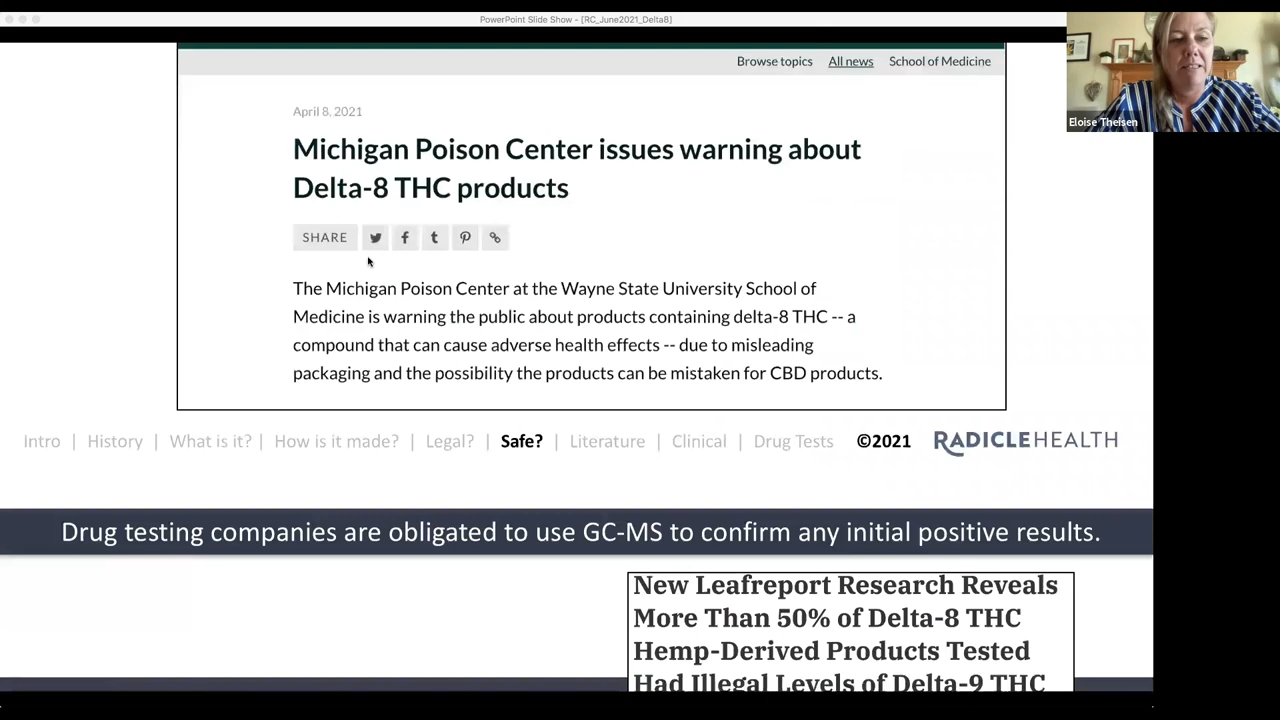 PowerPoint Slide Show - [RC_June2021_Delta8]
Eloise Theisen
Browse topics All news School of Medicine
April 8, 2021
Michigan Poison Center issues warning about
Delta-8 THC products
SHARE
The Michigan Poison Center at the Wayne State University School of
Medicine is warning the public about products containing delta-8 THC -- a
compound that can cause adverse health effects -- due to misleading
packaging and the possibility the products can be mistaken for CBD products.
Intro | History | What is it? | How is it made? | Legal? | Safe? | Literature | Clinical | Drug Tests ©2021 RADICLEHEALTH
Drug testing companies are obligated to use GC-MS to confirm any initial positive results.
New Leafreport Research Reveals
More Than 50% of Delta-8 THC
Hemp-Derived Products Tested
Had Illegal Levels of Delta-9 THC